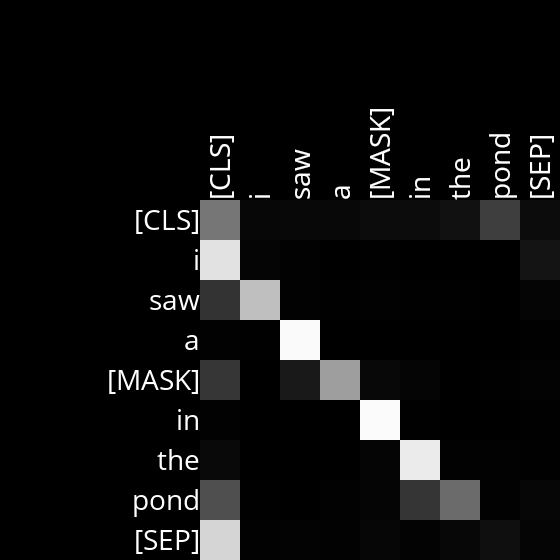 [CLS] i saw a [MASK] in the pond [SEP]
[CLS]
i
saw
a
[MASK]
in
the
pond
[SEP]